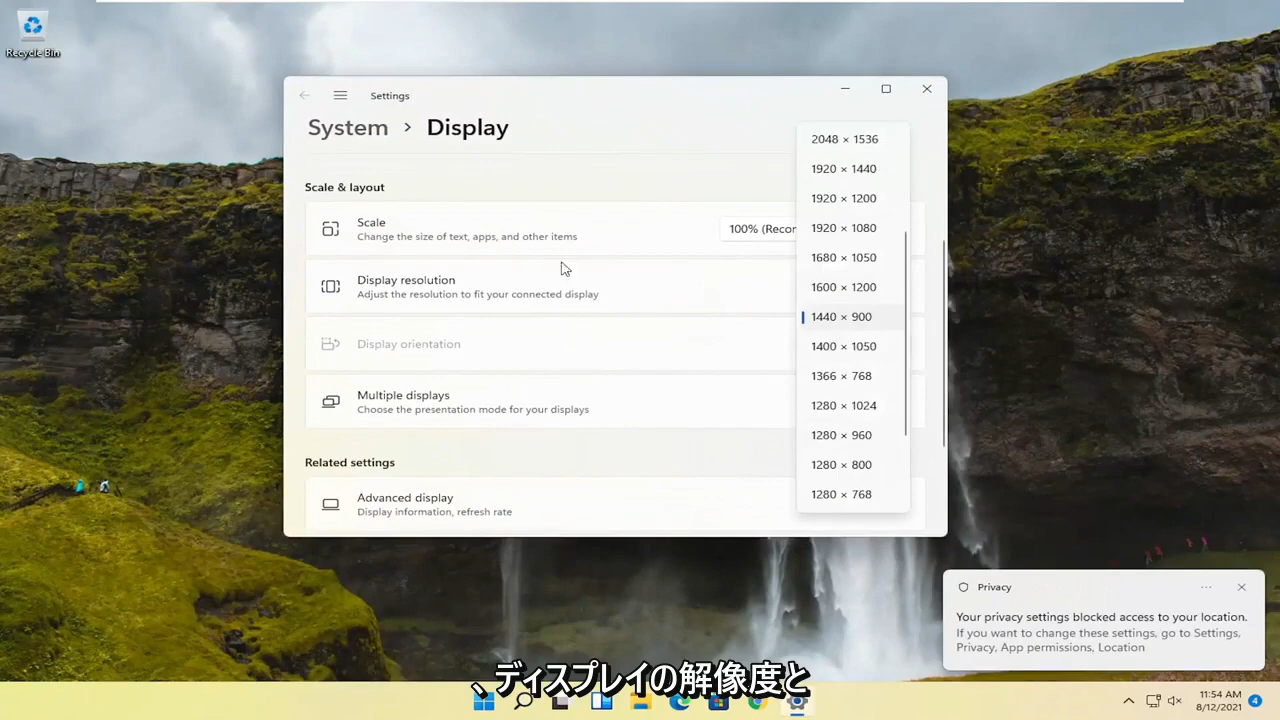 Recycle Bin
Settings
System > Display
Scale & layout
Scale
Change the size of text, apps, and other items
100% (Recor
Display resolution
Adjust the resolution to fit your connected display
Display orientation
Multiple displays
Choose the presentation mode for your displays
Related settings
Advanced display
Display information, refresh rate
2048 × 1536
1920 × 1440
1920 × 1200
1920 × 1080
1680 × 1050
1600 × 1200
1440 × 900
1400 × 1050
1366 × 768
1280 × 1024
1280 × 960
1280 × 800
1280 × 768
Privacy
Your privacy settings blocked access to your location.
If you want to change these settings, go to Settings,
Privacy, App permissions, Location
、ディスプレイの解像度と
11:54 AM
8/12/2021
4